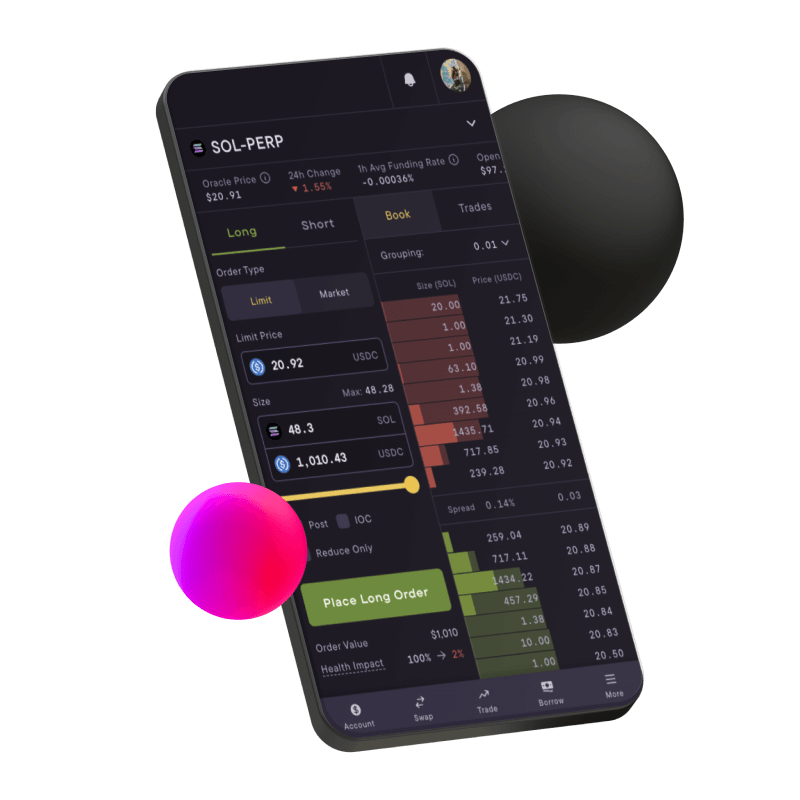 SOL-PERP
Oracle Price
$20.91
24h Change
▼ 1.55%
1h Avg Funding Rate
-0.00036%
Open
$97.
Long
Short
Order Type
Limit
Market
Limit Price
20.92
USDC
Size
Max: 48.28
48.3
SOL
1,010.43
USDC
Post
IOC
Reduce Only
Place Long Order
Order Value
$1,010
Health Impact
100% → 2%
Book
Trades
Grouping:
0.01
Size (SOL) Price (USDC)
20.00 21.75
1.00 21.30
1.00 21.19
63.10 20.99
1.38 20.98
392.58 20.96
1435.71 20.94
717.85 20.93
239.28 20.92
Spread 0.14% 0.03
259.04 20.89
717.11 20.88
1434.22 20.87
457.29 20.85
1.38 20.84
10.00 20.83
1.00 20.50
Account
Swap
Trade
Borrow
More